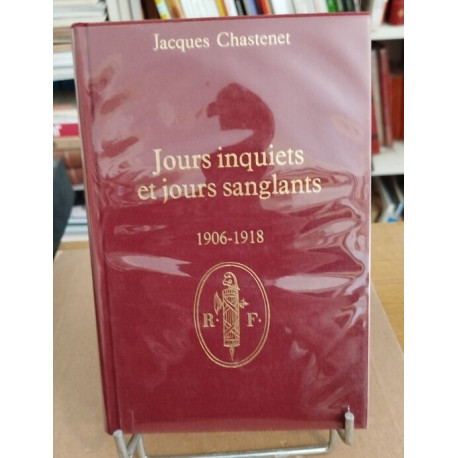 Jacques Chastenet
Jours inquiets
et jours sanglants
1906-1918
R. F.